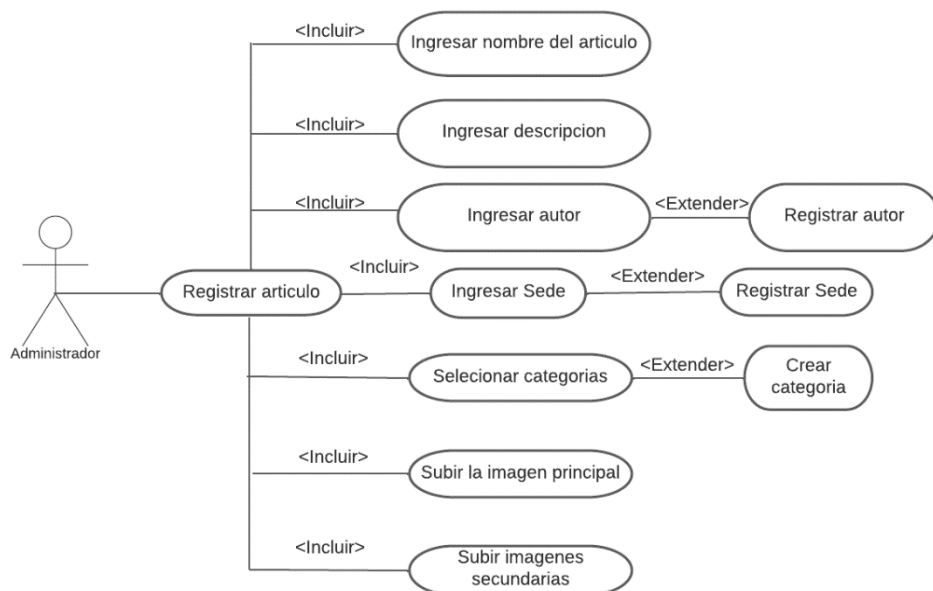 <Incluir>
Ingresar nombre del articulo
<Incluir>
Ingresar descripcion
<Incluir>
Ingresar autor
<Extender>
Registrar autor
Administrador
Registrar articulo
<Incluir>
Ingresar Sede
<Extender>
Registrar Sede
<Incluir>
Selecionar categorias
<Extender>
Crear
categoria
<Incluir>
Subir la imagen principal
<Incluir>
Subir imagenes
secundarias